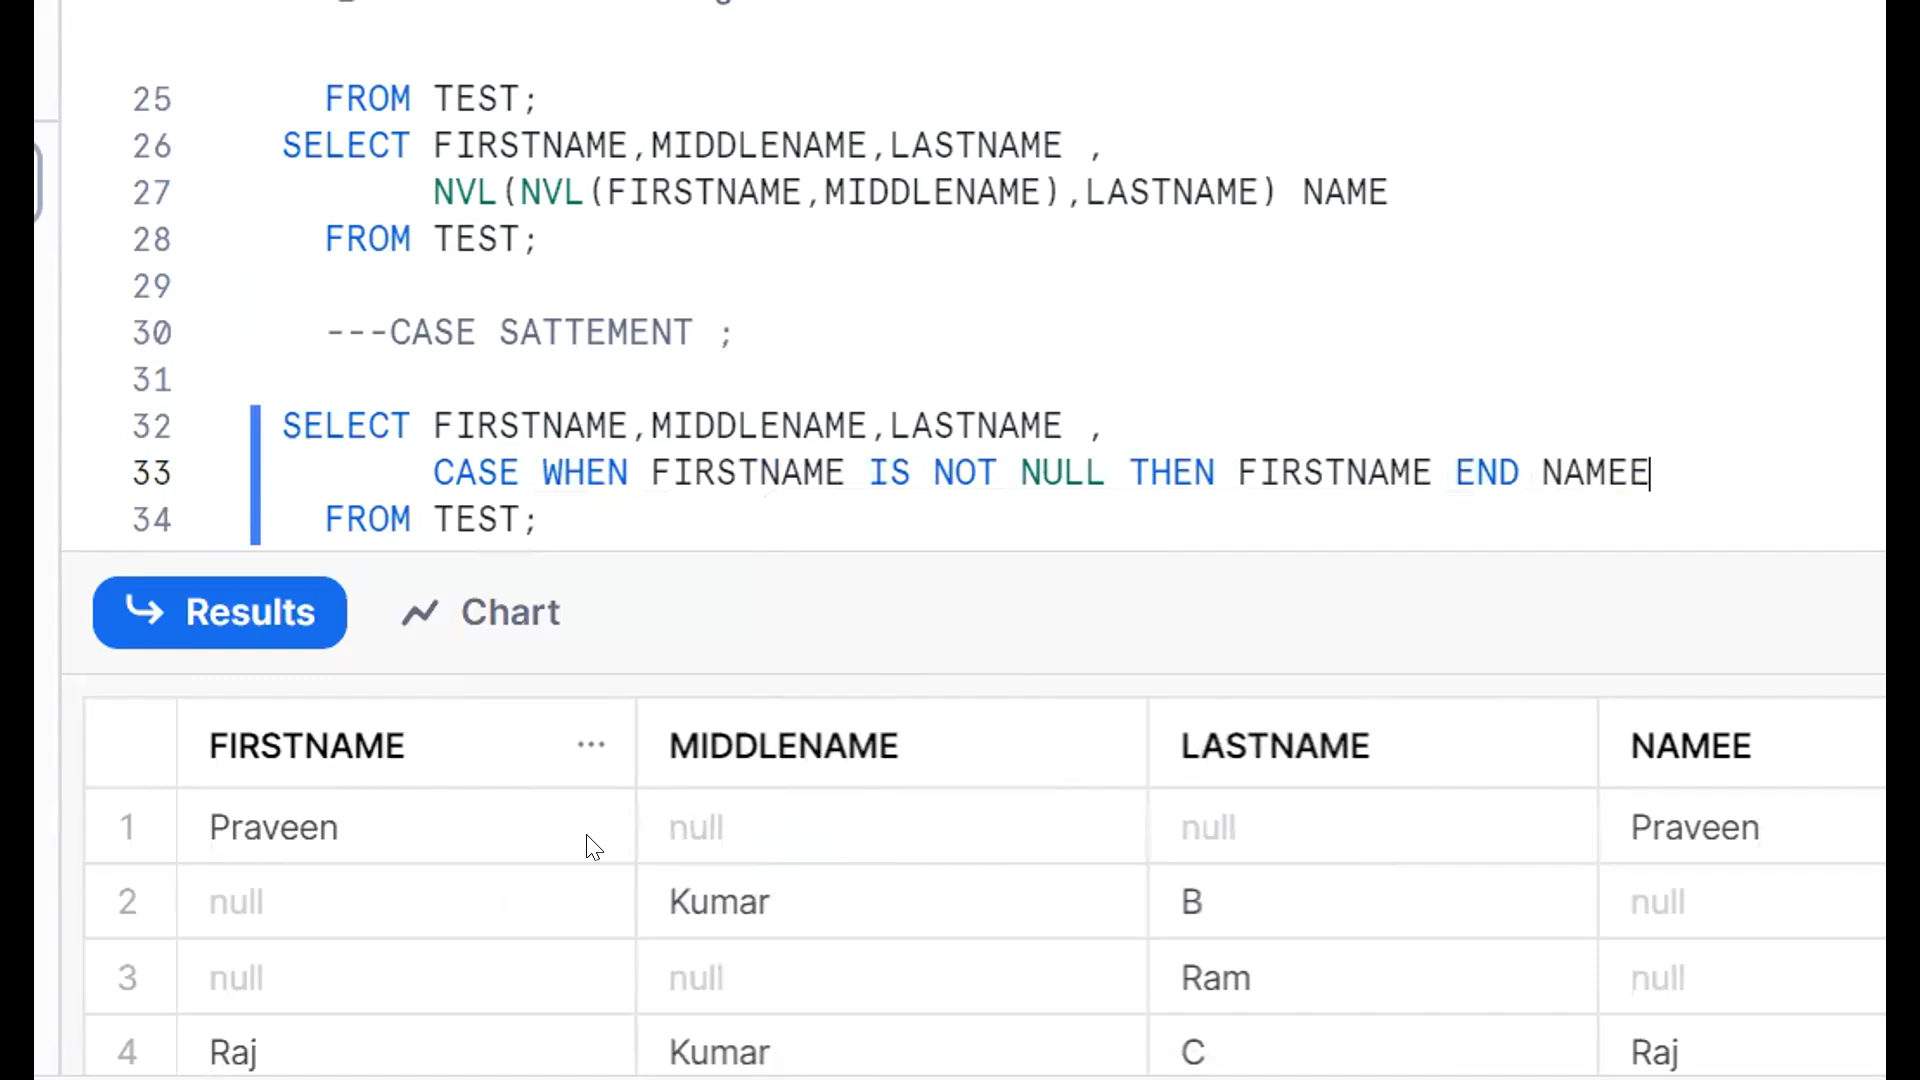 25 FROM TEST;
26 SELECT FIRSTNAME,MIDDLENAME,LASTNAME ,
27 NVL(NVL(FIRSTNAME,MIDDLENAME),LASTNAME) NAME
28 FROM TEST;
29
30 ---CASE SATTEMENT ;
31
32 SELECT FIRSTNAME,MIDDLENAME,LASTNAME ,
33 CASE WHEN FIRSTNAME IS NOT NULL THEN FIRSTNAME END NAMEE
34 FROM TEST;
Results Chart
FIRSTNAME ... MIDDLENAME LASTNAME NAMEE
1 Praveen null null Praveen
2 null Kumar B null
3 null null Ram null
4 Raj Kumar C Raj